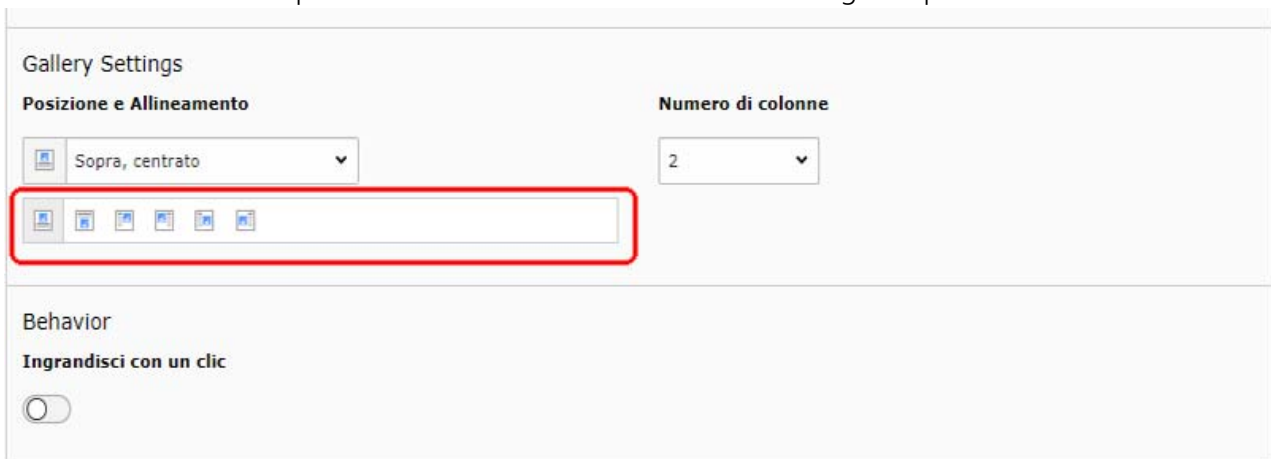 Gallery Settings
Posizione e Allineamento
Numero di colonne
Sopra, centrato
2
Behavior
Ingrandisci con un clic